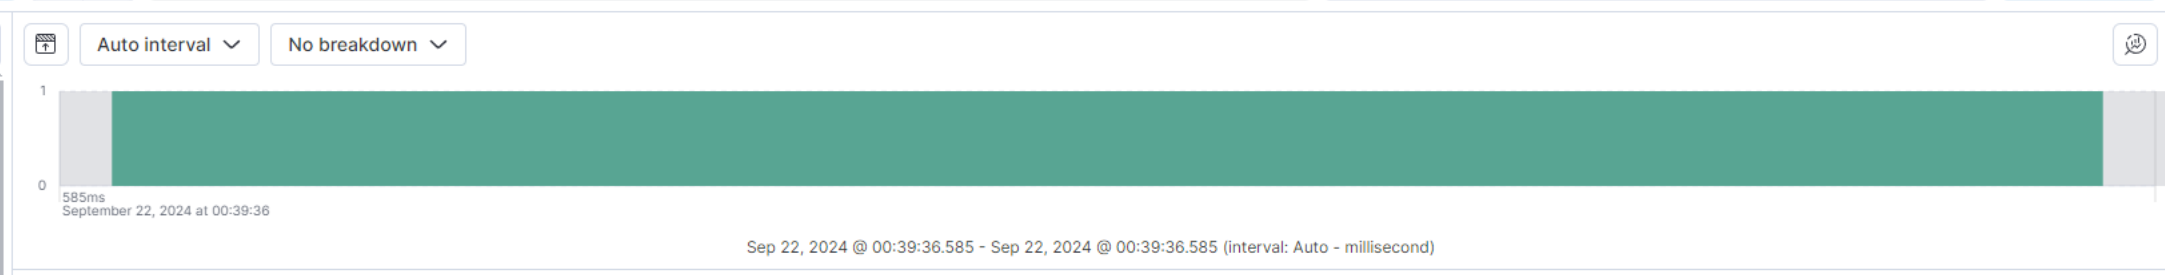 Auto interval
No breakdown
1
0
585ms
September 22, 2024 at 00:39:36
Sep 22, 2024 @ 00:39:36.585 - Sep 22, 2024 @ 00:39:36.585 (interval: Auto - millisecond)